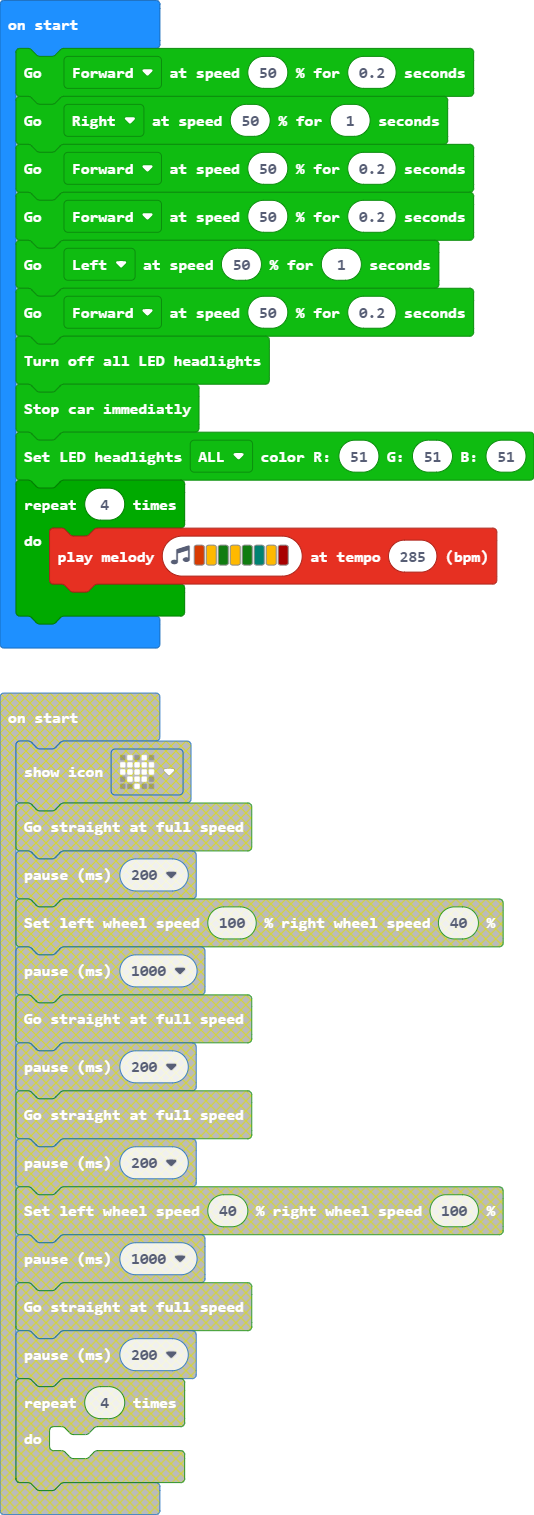 on start
Go Forward at speed 50 % for 0.2 seconds
Go Right at speed 50 % for 1 seconds
Go Forward at speed 50 % for 0.2 seconds
Go Forward at speed 50 % for 0.2 seconds
Go Left at speed 50 % for 1 seconds
Go Forward at speed 50 % for 0.2 seconds
Turn off all LED headlights
Stop car immediatly
Set LED headlights ALL color R: 51 G: 51 B: 51
repeat 4 times
do
play melody at tempo 285 (bpm)
on start
show icon
Go straight at full speed
pause (ms) 200
Set left wheel speed 100 % right wheel speed 40 %
pause (ms) 1000
Go straight at full speed
pause (ms) 200
Go straight at full speed
pause (ms) 200
Set left wheel speed 40 % right wheel speed 100 %
pause (ms) 1000
Go straight at full speed
pause (ms) 200
repeat 4 times
do